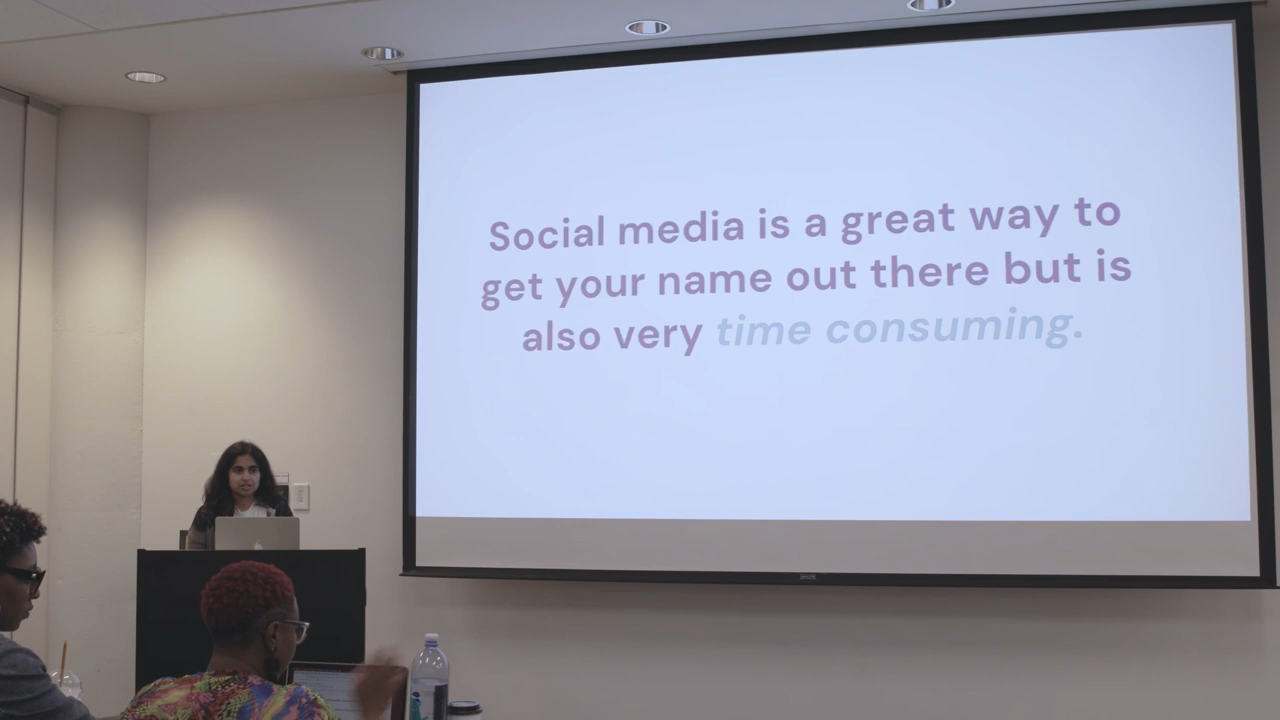 Social media is a great way to
get your name out there but is
also very time consuming.